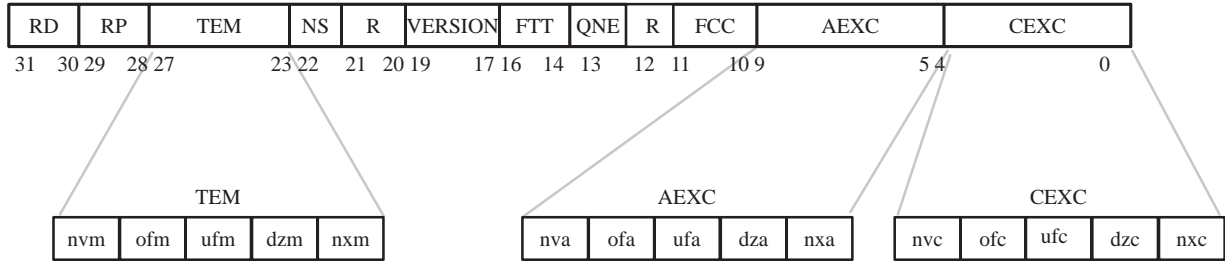 RD RP TEM NS R VERSION FTT QNE R FCC AEXC CEXC
31 30 29 28 27 23 22 21 20 19 17 16 14 13 12 11 10 9 5 4 0
TEM AEXC CEXC
nvm ofm ufm dzm nxm nva ofa ufa dza nxa nvc ofc ufc dzc nxc